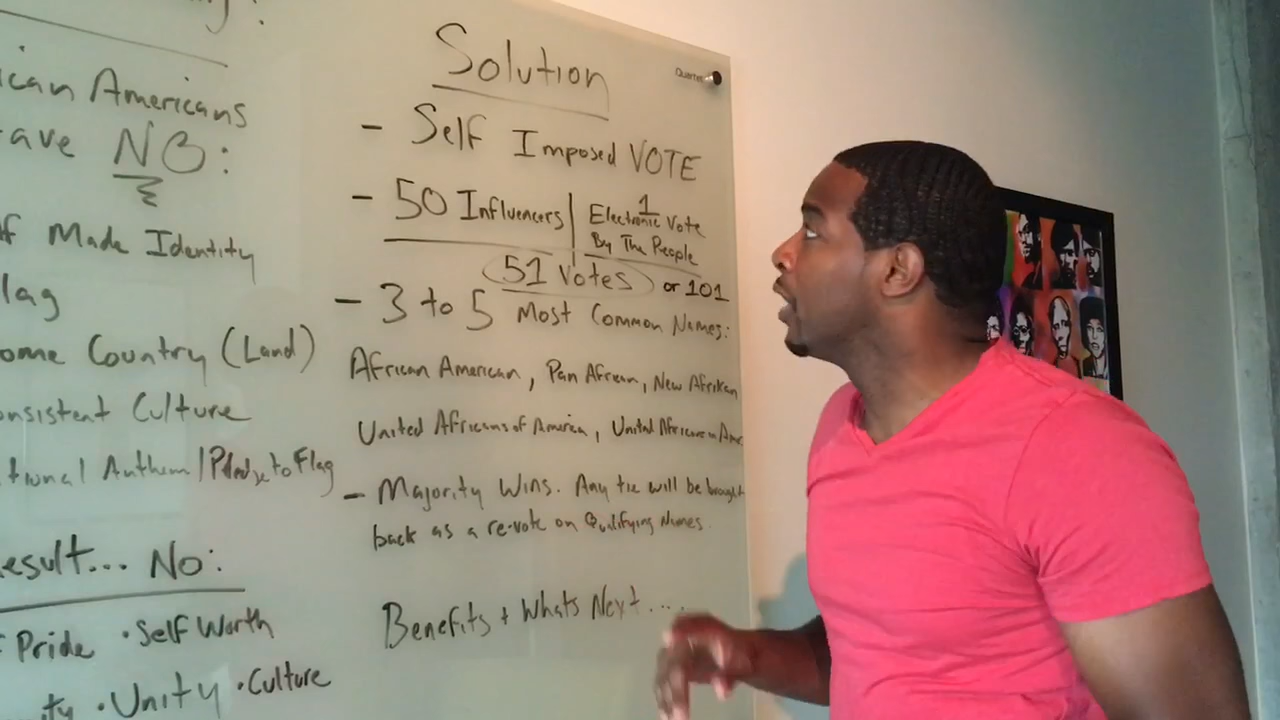 ican Americans
ave NO:
f Made Identity
lag
ome Country (Land)
onsistent Culture
tional Anthem/Pledge to Flag
esult... No:
Pride • Self Worth
ity • Unity • Culture
Quartet
Solution
- Self Imposed VOTE
- 50 Influencers | 1 Electronic Vote
By The People
51 Votes or 101
- 3 to 5 Most Common Names:
African American, Pan African, New Afrikan
United Africans of America, United Africans in Amer
- Majority Wins. Any tie will be brought
back as a re-vote on Qualifying Names.
Benefits + Whats Next....